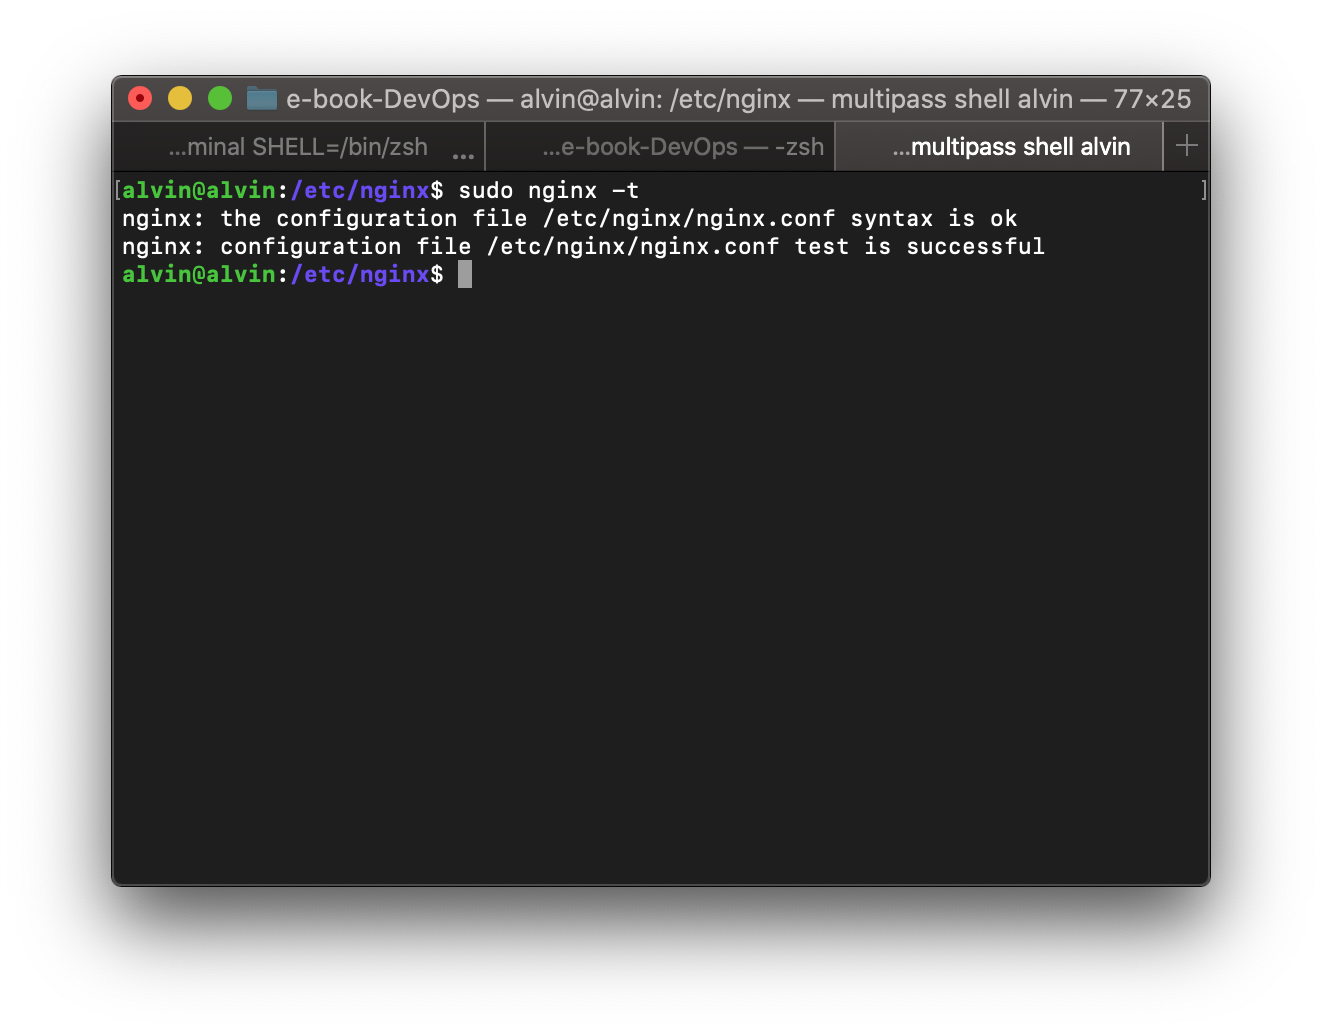 e-book-DevOps — alvin@alvin: /etc/nginx — multipass shell alvin — 77×25
...minal SHELL=/bin/zsh ...
...e-book-DevOps — -zsh
...multipass shell alvin +
[alvin@alvin:/etc/nginx$ sudo nginx -t ]
nginx: the configuration file /etc/nginx/nginx.conf syntax is ok
nginx: configuration file /etc/nginx/nginx.conf test is successful
alvin@alvin:/etc/nginx$